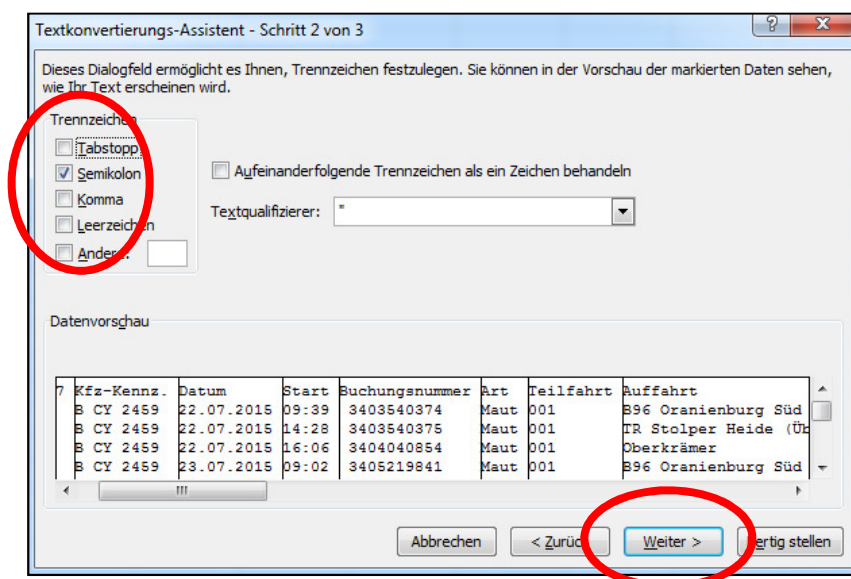 Textkonvertierungs-Assistent - Schritt 2 von 3
Dieses Dialogfeld ermöglicht es Ihnen, Trennzeichen festzulegen. Sie können in der Vorschau der markierten Daten sehen,
wie Ihr Text erscheinen wird.
Trennzeichen
Tabstopp
Semikolon
Komma
Leerzeichen
Andere:
Aufeinanderfolgende Trennzeichen als ein Zeichen behandeln
Textqualifizierer: "
Datenvorschau
7 Kfz-Kennz. Datum Start Buchungsnummer Art Teilfahrt Auffahrt
B CY 2459 22.07.2015 09:39 3403540374 Maut 001 B96 Oranienburg Süd
B CY 2459 22.07.2015 14:28 3403540375 Maut 001 TR Stolper Heide (Üb
B CY 2459 22.07.2015 16:06 3404040854 Maut 001 Oberkrämer
B CY 2459 23.07.2015 09:02 3405219841 Maut 001 B96 Oranienburg Süd
Abbrechen < Zurück Weiter > Fertig stellen